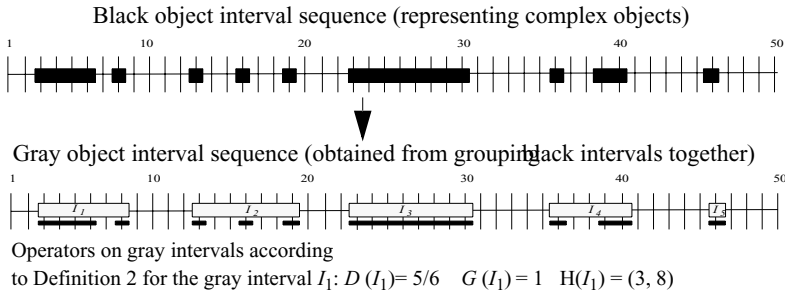 Black object interval sequence (representing complex objects)
1 10 20 30 40 50
Gray object interval sequence (obtained from grouping black intervals together)
1 10 20 30 40 50
I1 I2 I3 I4 I5
Operators on gray intervals according
to Definition 2 for the gray interval I1: D (I1)= 5/6 G (I1) = 1 H(I1) = (3, 8)